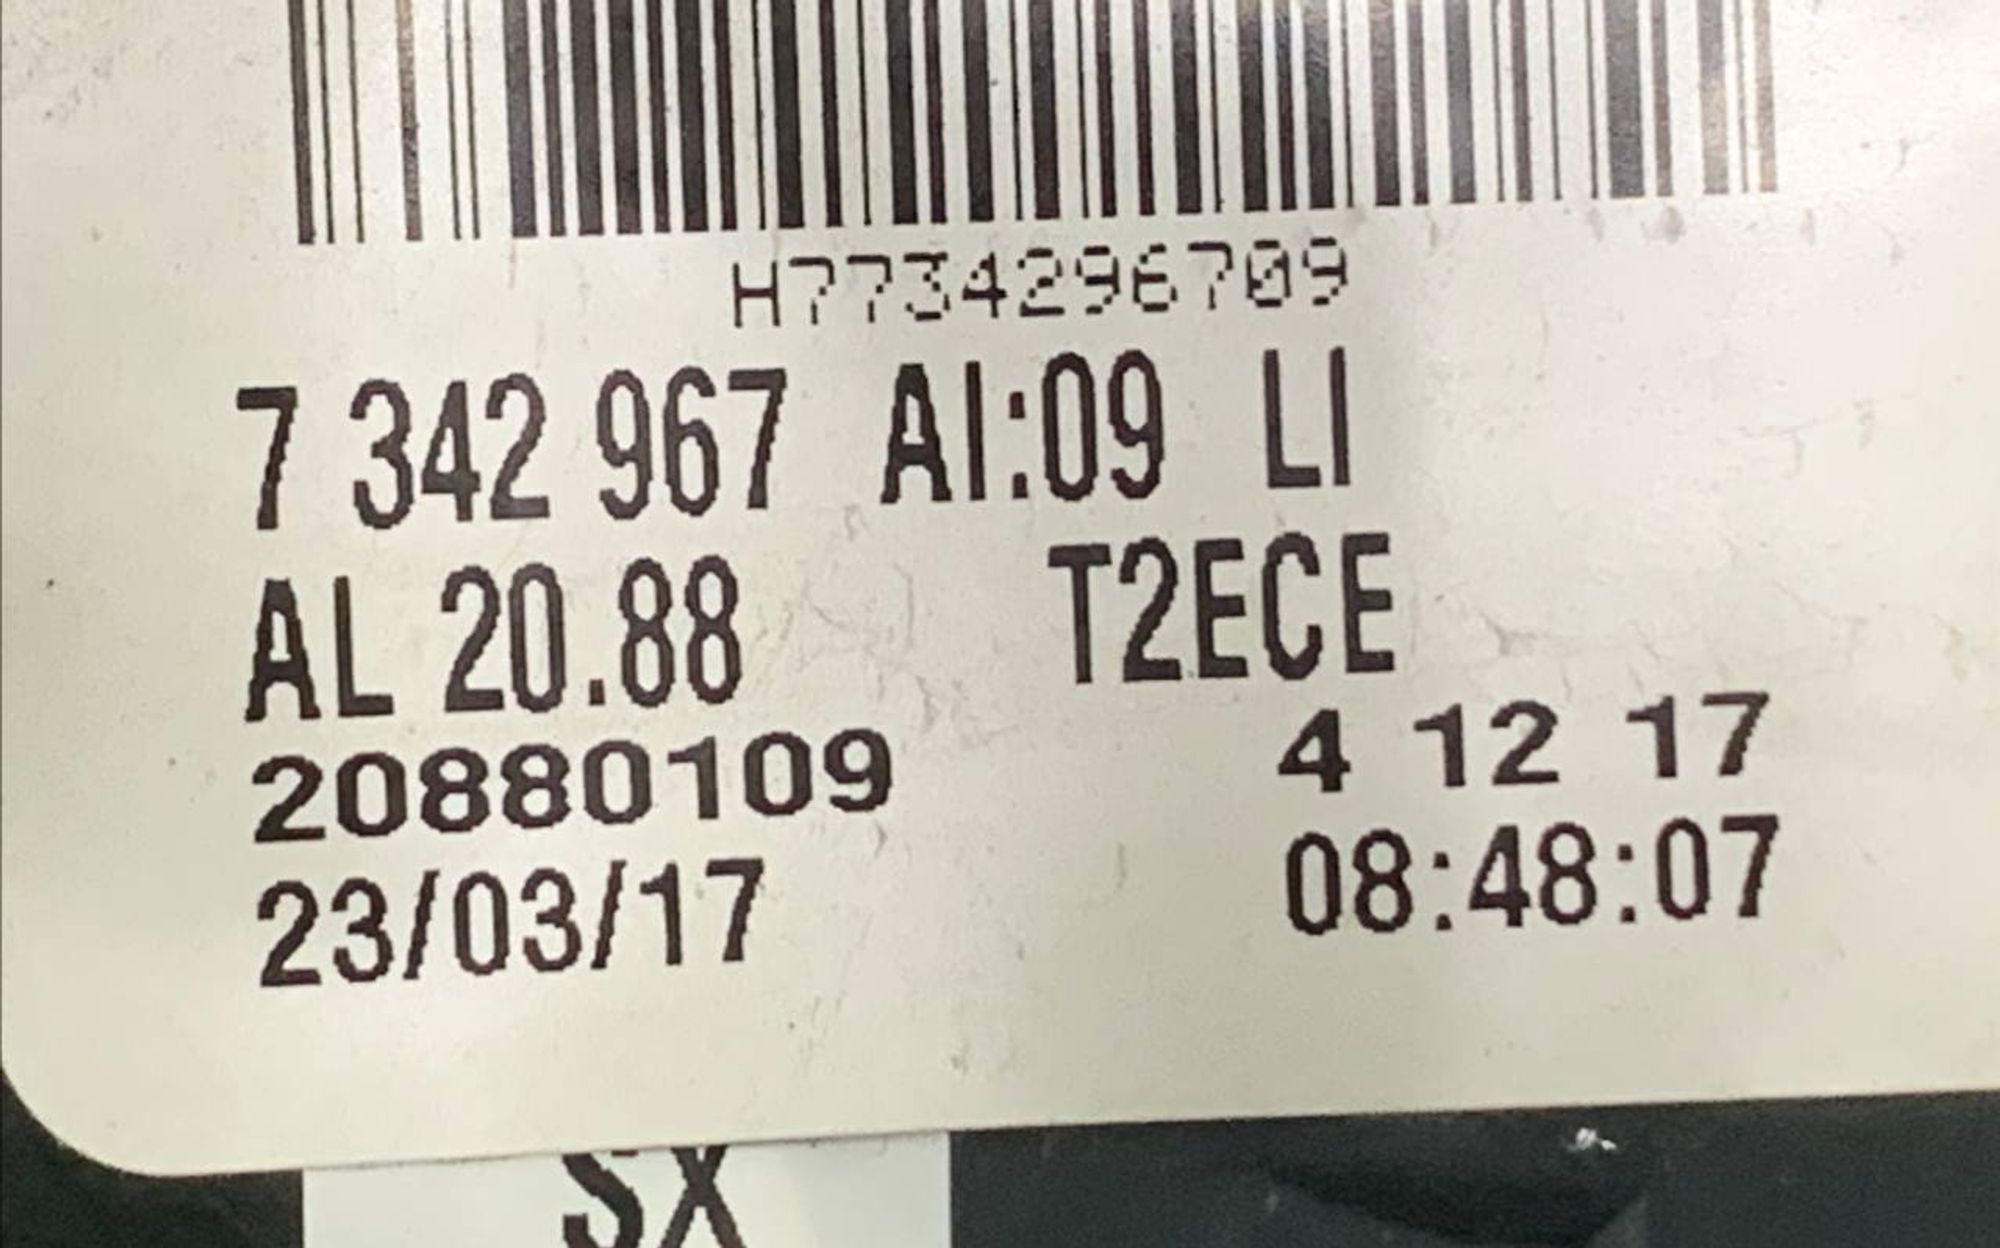 H7734296709
7 342 967 AI:09 LI
AL 20.88 T2ECE
20880109 4 12 17
23/03/17 08:48:07
SX